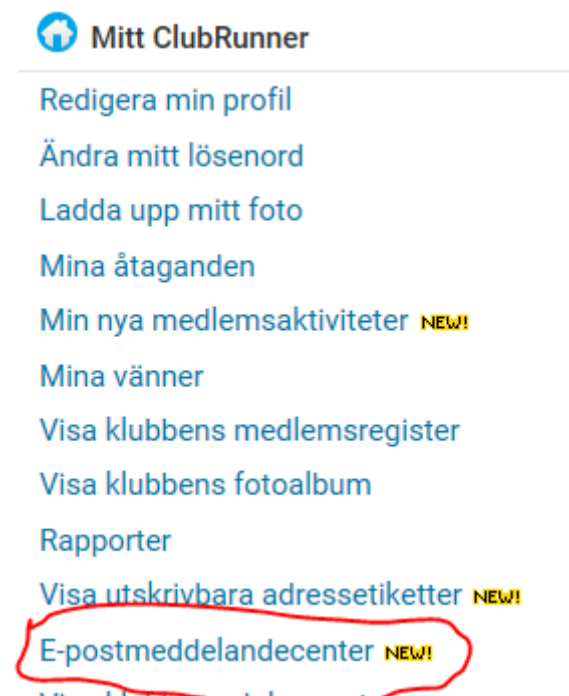 Mitt ClubRunner
Redigera min profil
Ändra mitt lösenord
Ladda upp mitt foto
Mina åtaganden
Min nya medlemsaktiviteter NEW!
Mina vänner
Visa klubbens medlemsregister
Visa klubbens fotoalbum
Rapporter
Visa utskrivbara adressetiketter NEW!
E-postmeddelandecenter NEW!